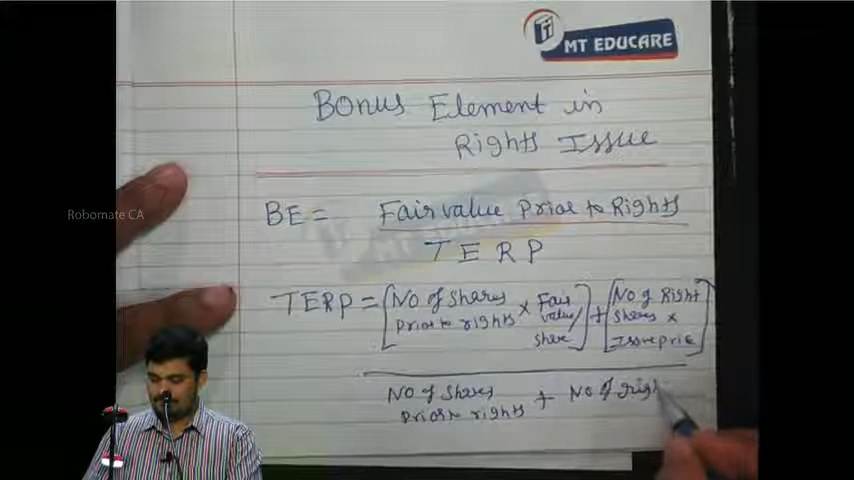 MT EDUCARE
Bonus Element in
Rights Issue
Robomate CA
BE = Fair value Prior to Rights
TERP
TERP = [No of shares Prior to rights × Fair value/ share] + [No of Right shares × Issue price]
No of shares + No of righ
Prior to rights